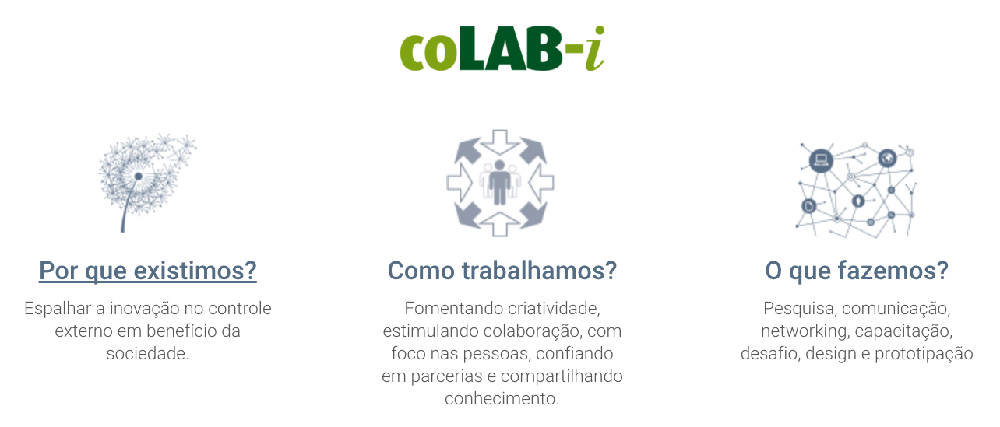 coLAB-i
Por que existimos?
Espalhar a inovação no controle
externo em benefício da
sociedade.
Como trabalhamos?
Fomentando criatividade,
estimulando colaboração, com
foco nas pessoas, confiando
em parcerias e compartilhando
conhecimento.
O que fazemos?
Pesquisa, comunicação,
networking, capacitação,
desafio, design e prototipação